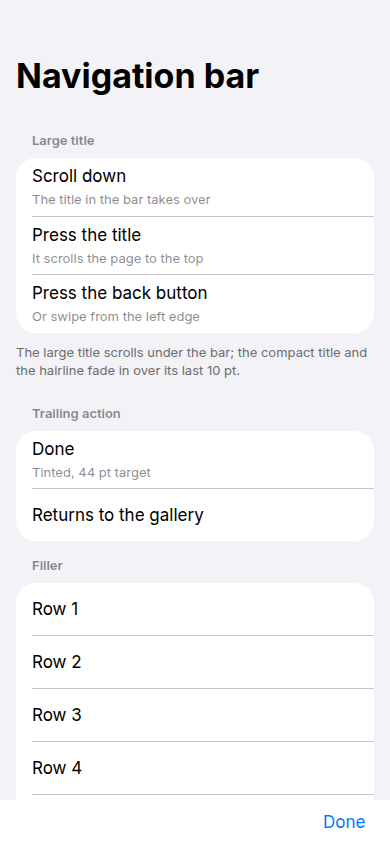 Navigation bar
Large title
Scroll down
The title in the bar takes over
Press the title
It scrolls the page to the top
Press the back button
Or swipe from the left edge
The large title scrolls under the bar; the compact title and
the hairline fade in over its last 10 pt.
Trailing action
Done
Tinted, 44 pt target
Returns to the gallery
Filler
Row 1
Row 2
Row 3
Row 4
Done